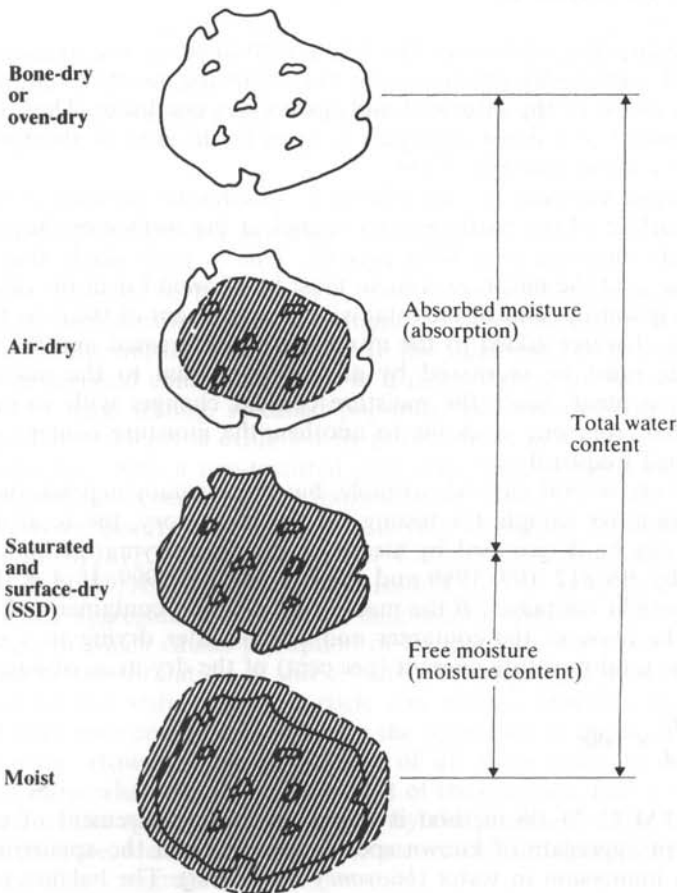 Bone-dry
or
oven-dry
Air-dry
Absorbed moisture
(absorption)
Total water
content
Saturated
and
surface-dry
(SSD)
Free moisture
(moisture content)
Moist